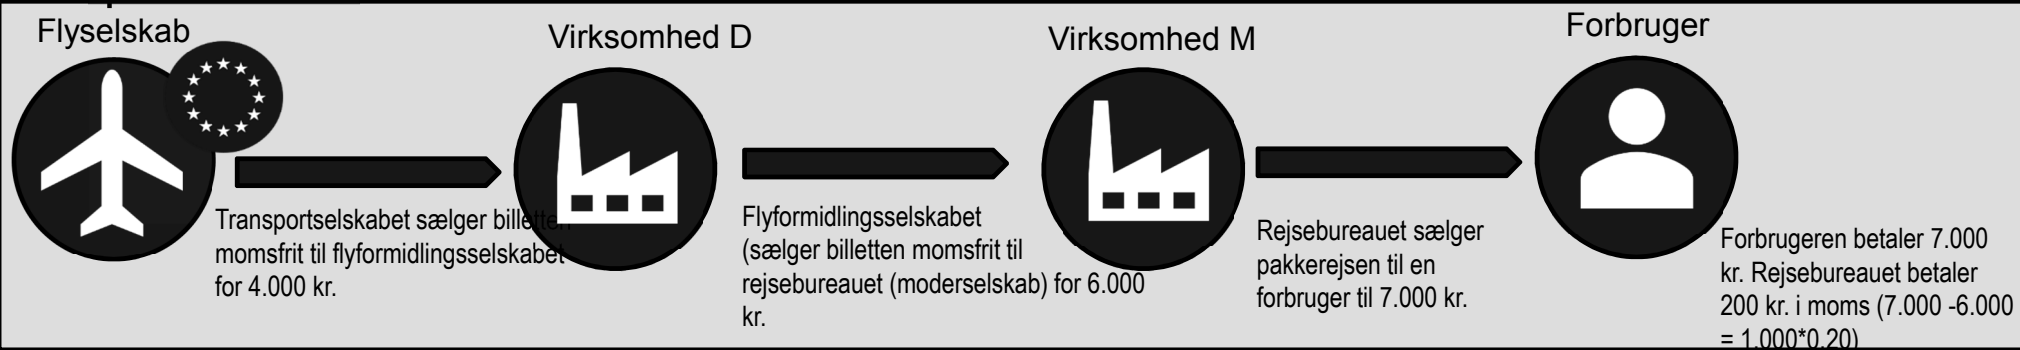 Flyselskab
Virksomhed D
Virksomhed M
Forbruger
Transportselskabet sælger billetten
momsfrit til flyformidlingsselskabet
for 4.000 kr.
Flyformidlingsselskabet
(sælger billetten momsfrit til
rejsebureauet (moderselskab) for 6.000
kr.
Rejsebureauet sælger
pakkerejsen til en
forbruger til 7.000 kr.
Forbrugeren betaler 7.000
kr. Rejsebureauet betaler
200 kr. i moms (7.000 -6.000
= 1.000*0,20)